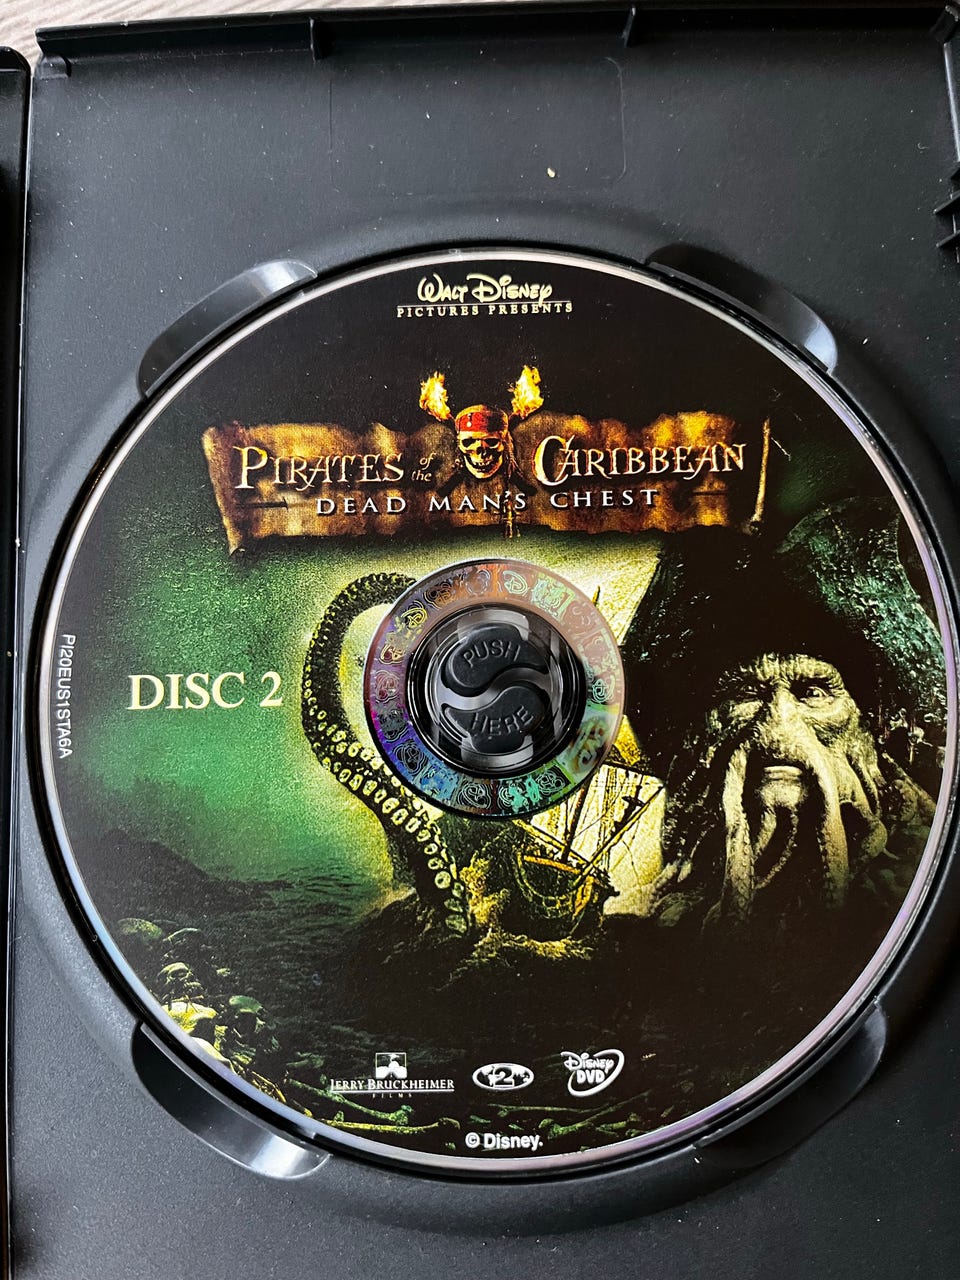 WALT DISNEY
PICTURES PRESENTS
PIRATES of the CARIBBEAN
DEAD MAN'S CHEST
PUSH
HERE
DISC 2
PI20EUS1STA6A
JERRY BRUCKHEIMER
FILMS
2
DISNEY
DVD
© Disney.